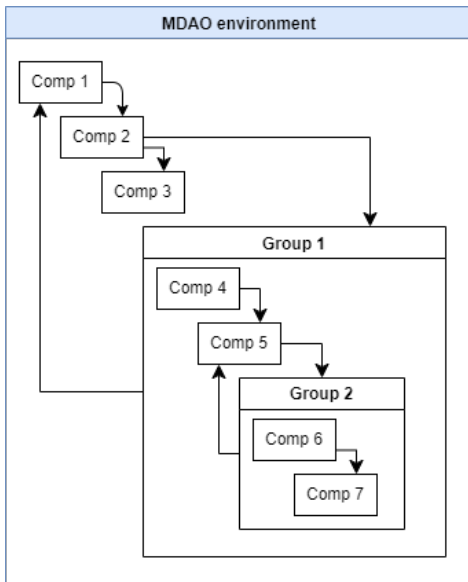 MDAO environment
Comp 1
Comp 2
Comp 3
Group 1
Comp 4
Comp 5
Group 2
Comp 6
Comp 7